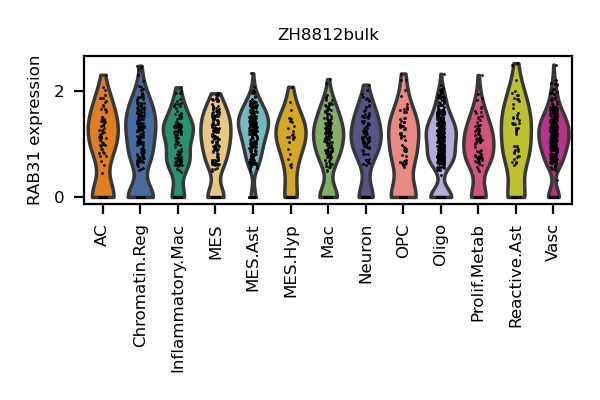 ZH8812bulk
RAB31 expression
2
0
AC
Chromatin.Reg
Inflammatory.Mac
MES
MES.Ast
MES.Hyp
Mac
Neuron
OPC
Oligo
Prolif.Metab
Reactive.Ast
Vasc